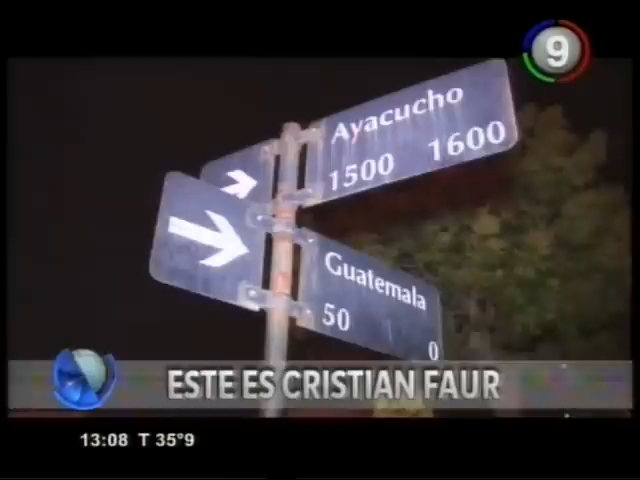 9
Ayacucho
1500 1600
Guatemala
50 0
ESTE ES CRISTIAN FAUR
13:08 T 35°9